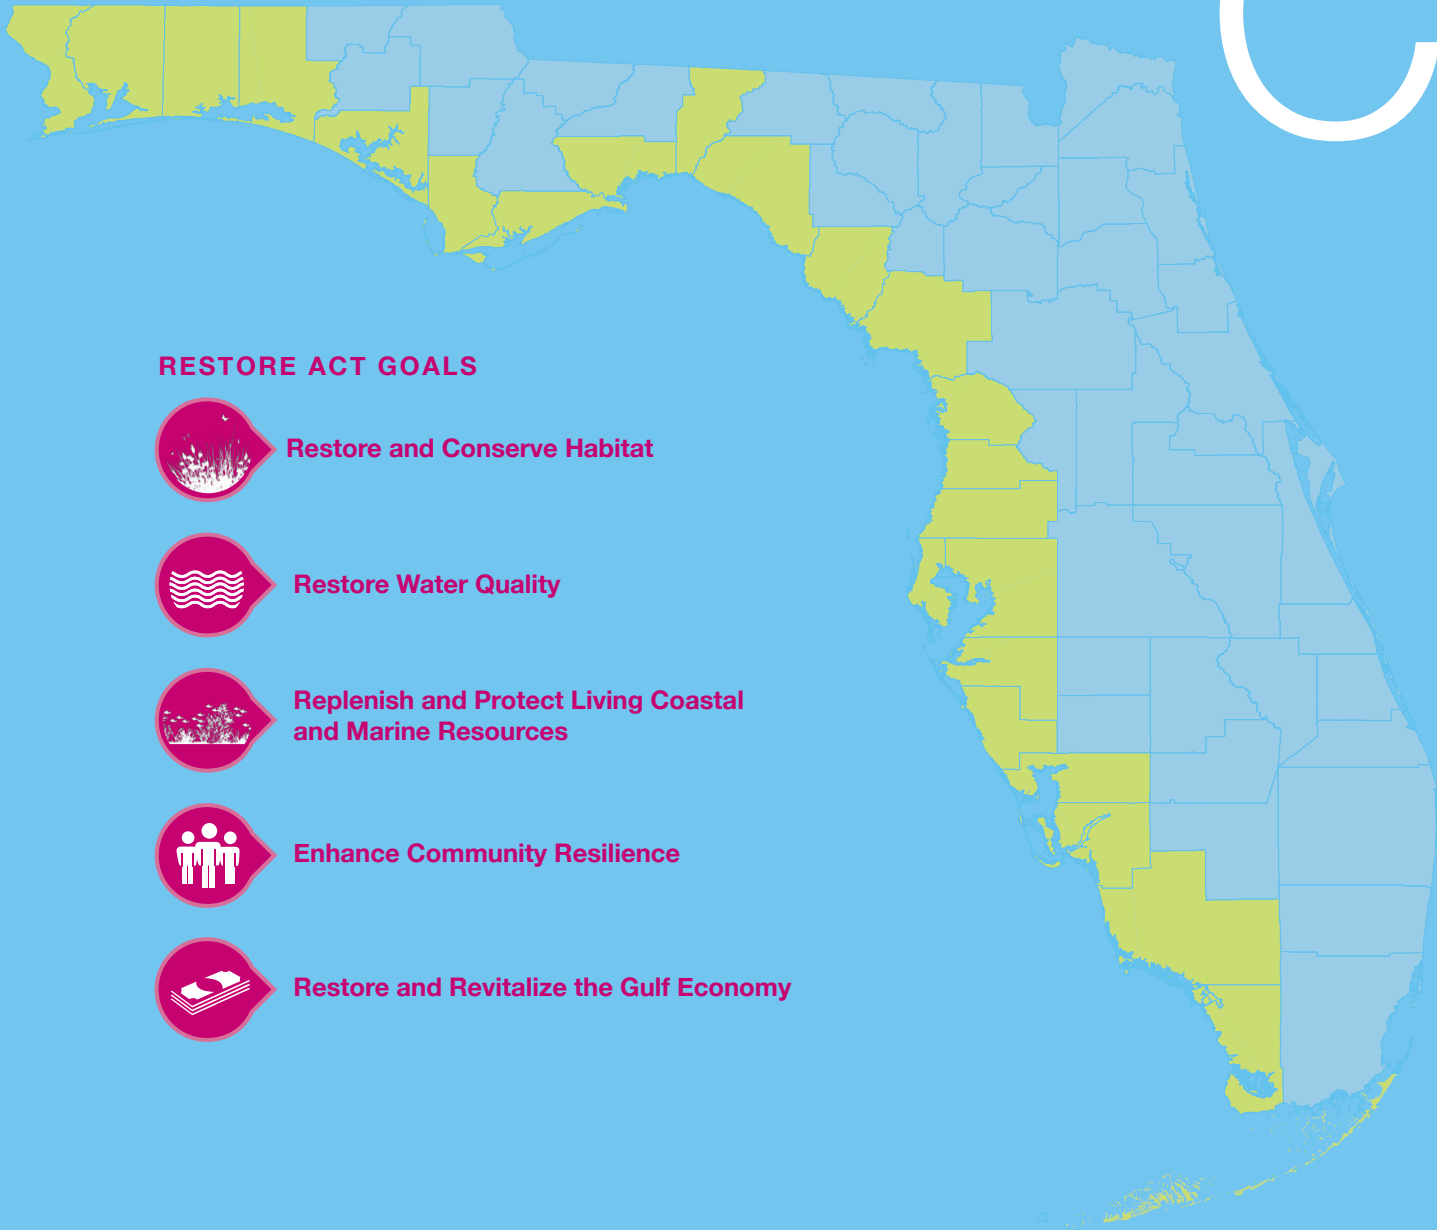 RESTORE ACT GOALS
Restore and Conserve Habitat
Restore Water Quality
Replenish and Protect Living Coastal
and Marine Resources
Enhance Community Resilience
Restore and Revitalize the Gulf Economy